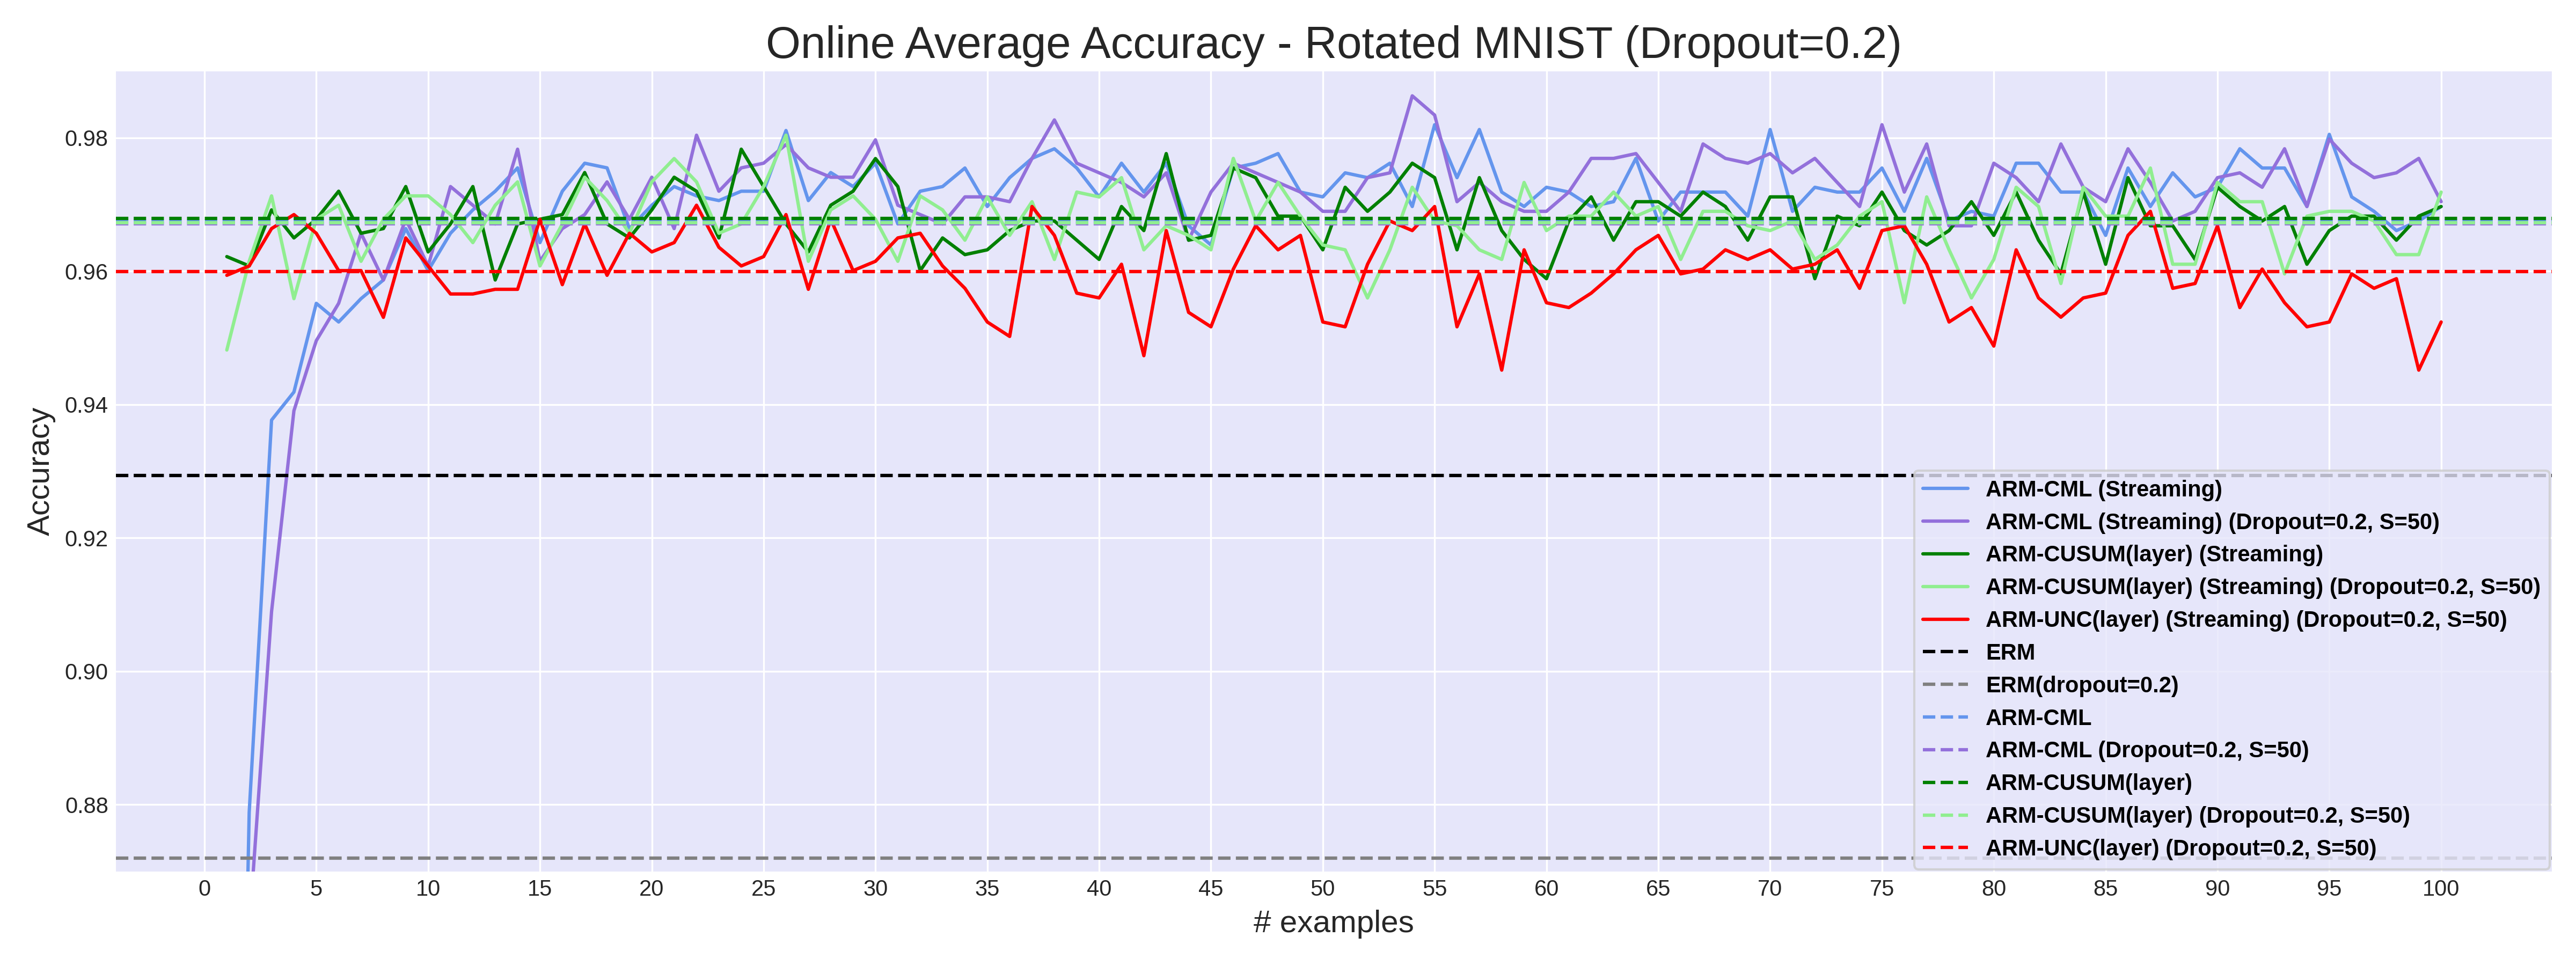 Online Average Accuracy - Rotated MNIST (Dropout=0.2)
Accuracy
0.98
0.96
0.94
0.92
0.90
0.88
ARM-CML (Streaming)
ARM-CML (Streaming) (Dropout=0.2, S=50)
ARM-CUSUM(layer) (Streaming)
ARM-CUSUM(layer) (Streaming) (Dropout=0.2, S=50)
ARM-UNC(layer) (Streaming) (Dropout=0.2, S=50)
ERM
ERM(dropout=0.2)
ARM-CML
ARM-CML (Dropout=0.2, S=50)
ARM-CUSUM(layer)
ARM-CUSUM(layer) (Dropout=0.2, S=50)
ARM-UNC(layer) (Dropout=0.2, S=50)
0 5 10 15 20 25 30 35 40 45 50 55 60 65 70 75 80 85 90 95 100
# examples